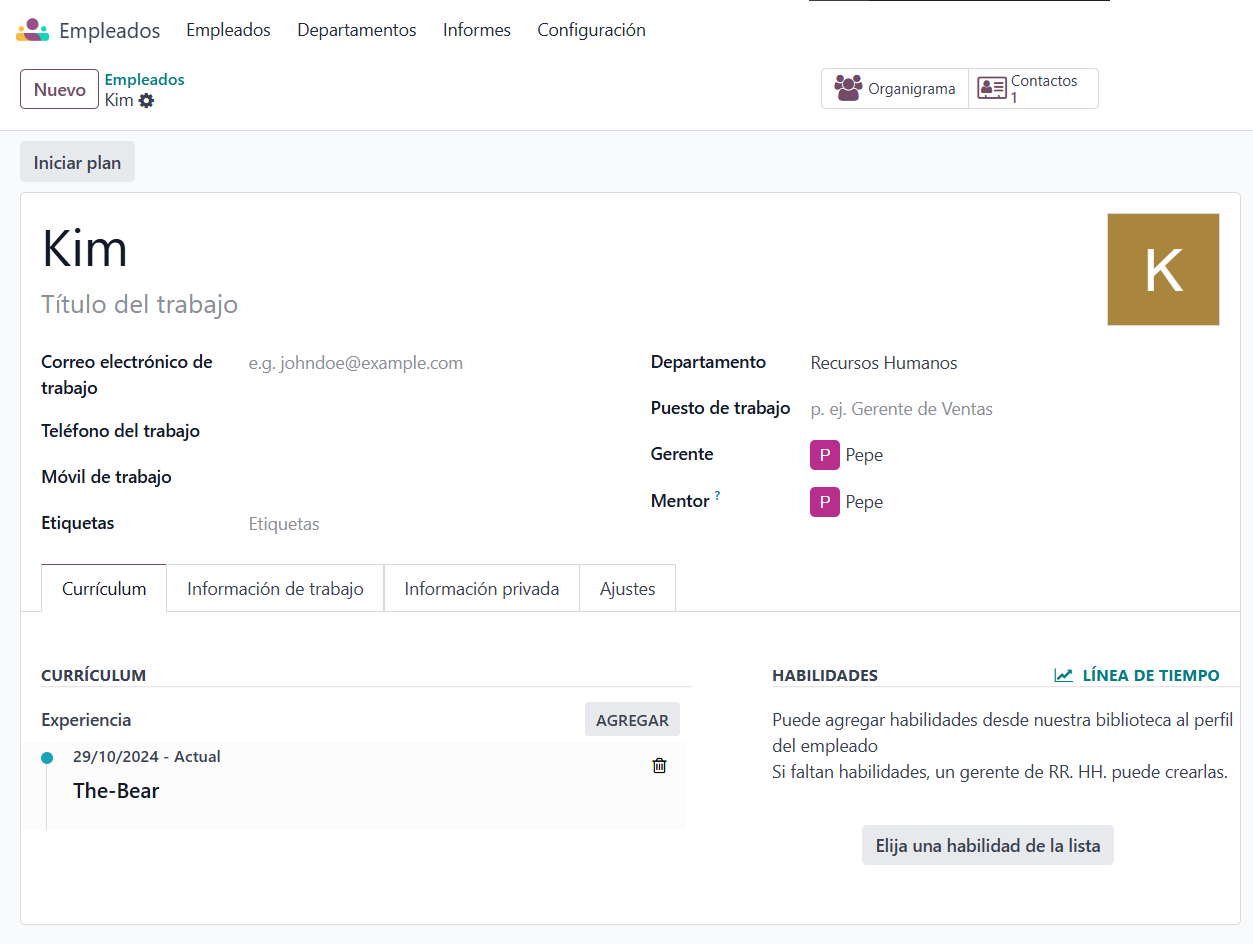 Empleados Empleados Departamentos Informes Configuración
Nuevo
Empleados
Kim
Organigrama
Contactos
1
Iniciar plan
Kim
K
Título del trabajo
Correo electrónico de trabajo
e.g. johndoe@example.com
Teléfono del trabajo
Móvil de trabajo
Etiquetas
Etiquetas
Departamento
Recursos Humanos
Puesto de trabajo
p. ej. Gerente de Ventas
Gerente
P Pepe
Mentor ?
P Pepe
Currículum
Información de trabajo
Información privada
Ajustes
CURRÍCULUM
Experiencia
AGREGAR
29/10/2024 - Actual
The-Bear
HABILIDADES
LÍNEA DE TIEMPO
Puede agregar habilidades desde nuestra biblioteca al perfil
del empleado
Si faltan habilidades, un gerente de RR. HH. puede crearlas.
Elija una habilidad de la lista